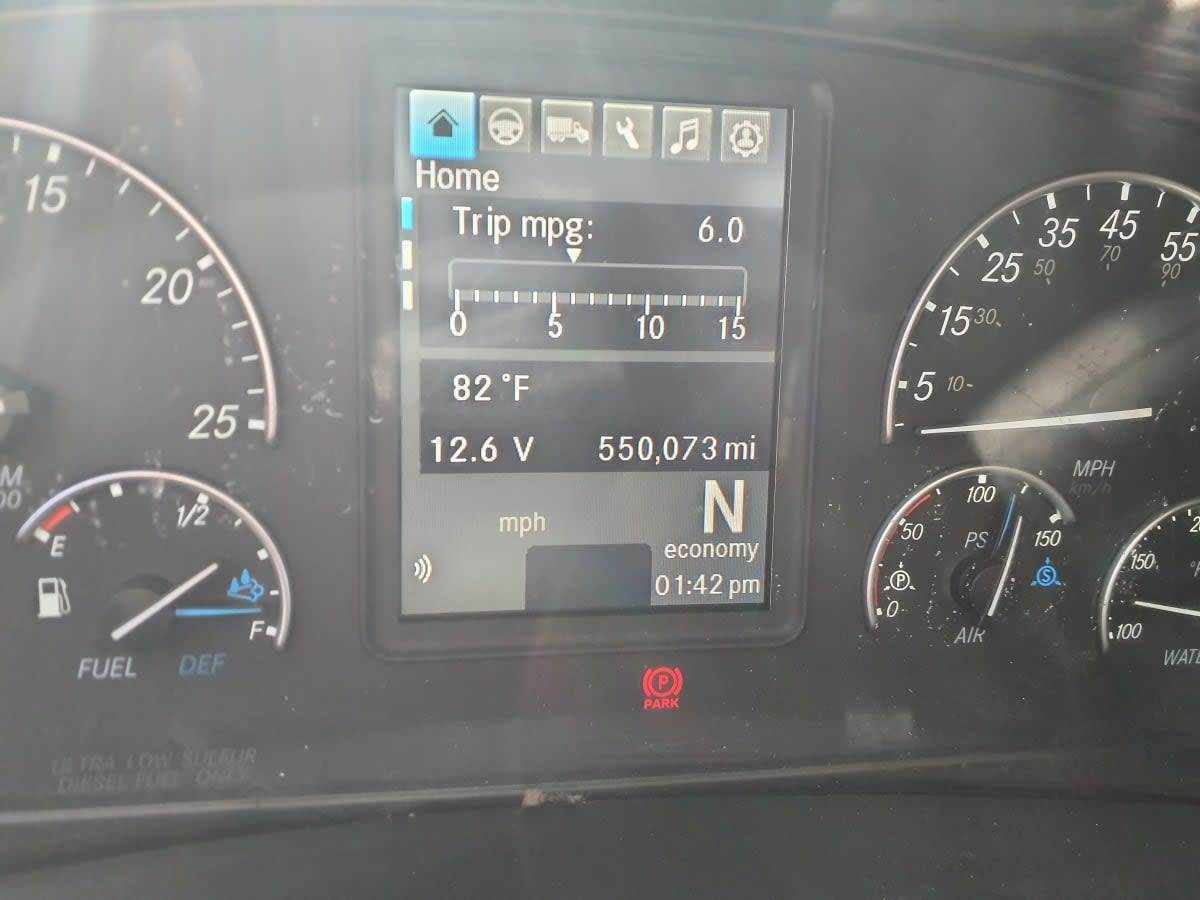 Home
Trip mpg: 6.0
0 5 10 15
82 °F
12.6 V 550,073 mi
N
mph
economy
01:42 pm
15
20
25
E 1/2 F
FUEL DEF
ULTRA LOW SULFUR
DIESEL FUEL ONLY
P
PARK
5 15 25 35 45 55
10 30 50 70 90
MPH
km/h
0 50 100 150
PS
P
S
AIR
100 150